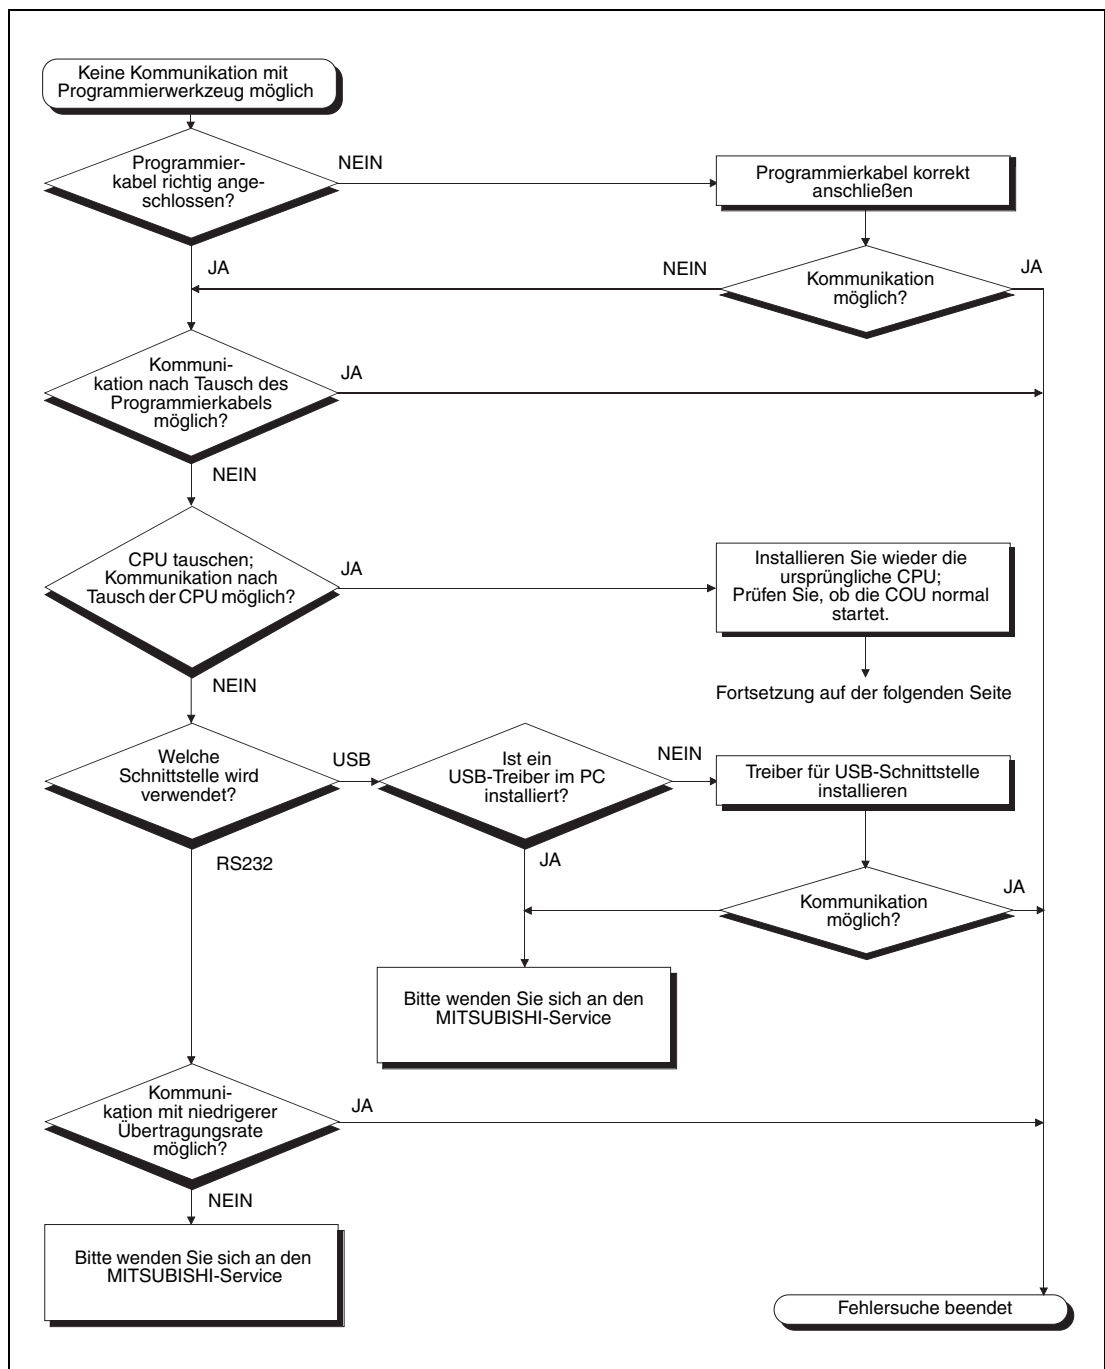 Keine Kommunikation mit
Programmierwerkzeug möglich
Programmier-
kabel richtig ange-
schlossen?
NEIN
Programmierkabel korrekt
anschließen
JA
NEIN
Kommunikation
möglich?
JA
Kommuni-
kation nach Tausch des
Programmierkabels
möglich?
JA
NEIN
CPU tauschen;
Kommunikation nach
Tausch der CPU möglich?
JA
Installieren Sie wieder die
ursprüngliche CPU;
Prüfen Sie, ob die COU normal
startet.
NEIN
Fortsetzung auf der folgenden Seite
Welche
Schnittstelle wird
verwendet?
USB
Ist ein
USB-Treiber im PC
installiert?
NEIN
Treiber für USB-Schnittstelle
installieren
RS232
JA
Kommunikation
möglich?
JA
Bitte wenden Sie sich an den
MITSUBISHI-Service
Kommuni-
kation mit niedrigerer
Übertragungsrate
möglich?
JA
NEIN
Bitte wenden Sie sich an den
MITSUBISHI-Service
Fehlersuche beendet